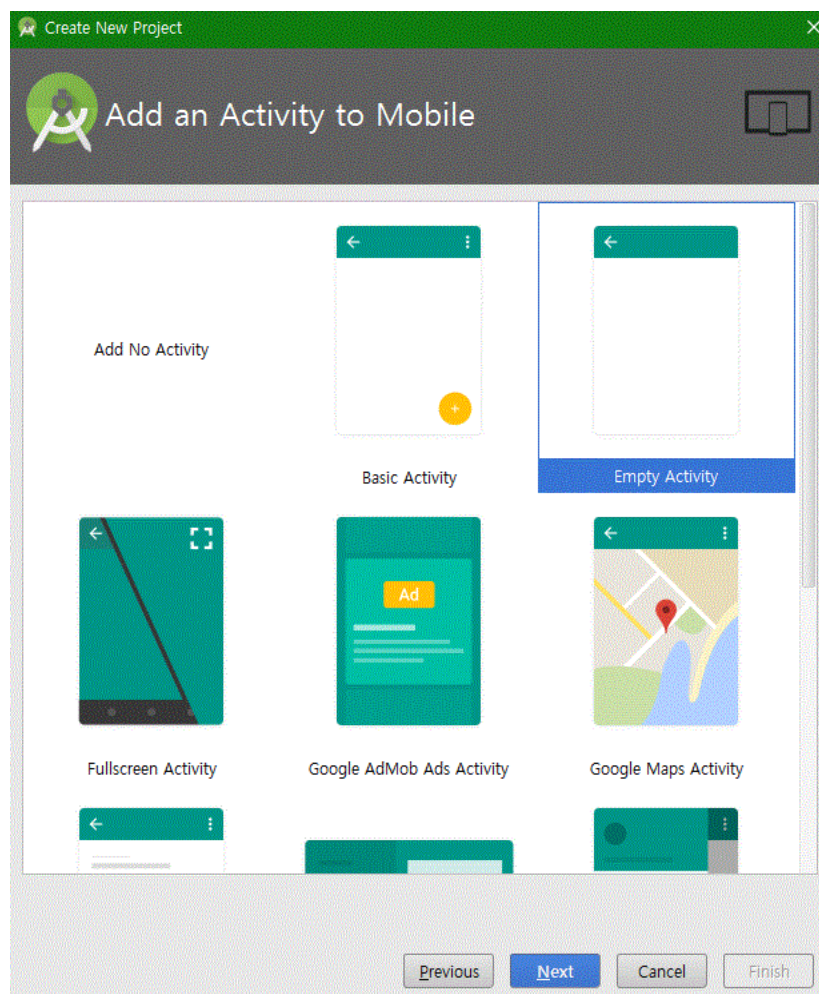 Create New Project
Add an Activity to Mobile
Add No Activity
Basic Activity
Empty Activity
Ad
Fullscreen Activity
Google AdMob Ads Activity
Google Maps Activity
Previous
Next
Cancel
Finish